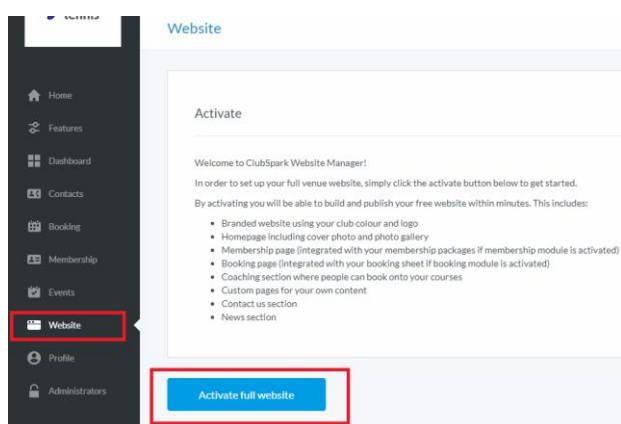 tennis
Website
Home
Features
Dashboard
Contacts
Booking
Membership
Events
Website
Profile
Administrators
Activate
Welcome to ClubSpark Website Manager!
In order to set up your full venue website, simply click the activate button below to get started.
By activating you will be able to build and publish your free website within minutes. This includes:
• Branded website using your club colour and logo
• Homepage including cover photo and photo gallery
• Membership page (integrated with your membership packages if membership module is activated)
• Booking page (integrated with your booking sheet if booking module is activated)
• Coaching section where people can book onto your courses
• Custom pages for your own content
• Contact us section
• News section
Activate full website